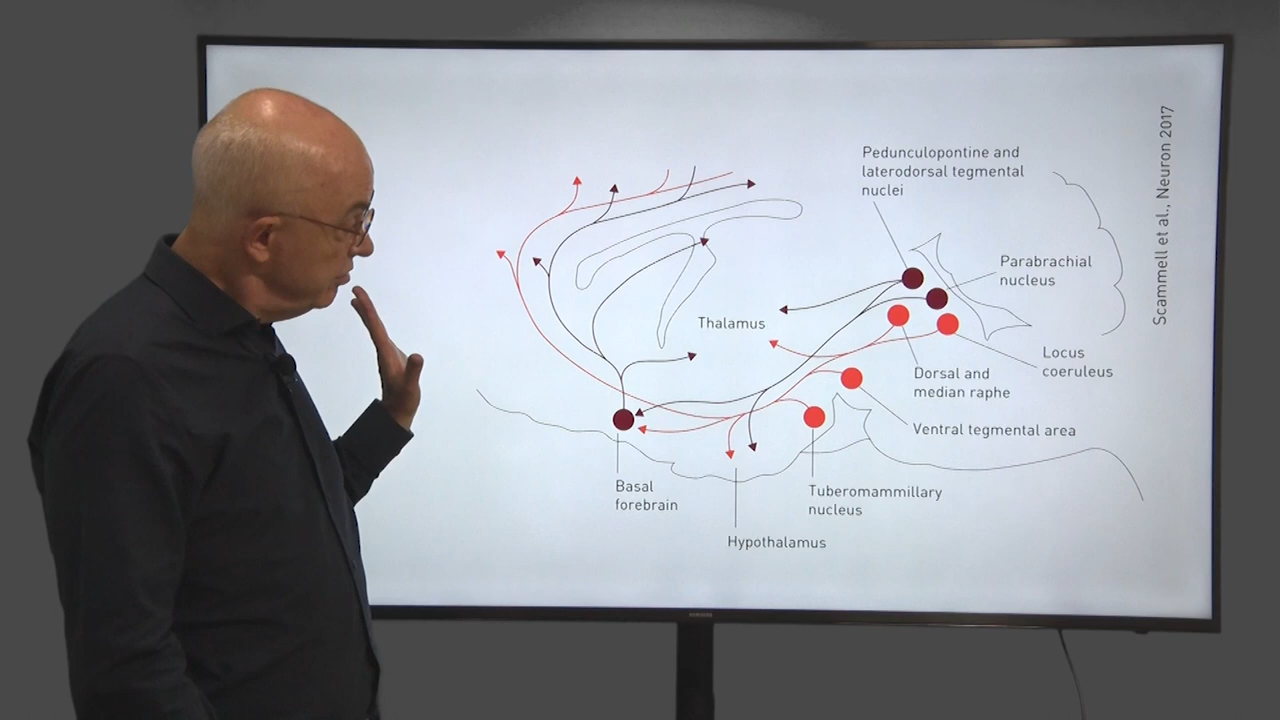 Pedunculopontine and
laterodorsal tegmental
nuclei
Scammell et al., Neuron 2017
Parabrachial
nucleus
Thalamus
Locus
coeruleus
Dorsal and
median raphe
Ventral tegmental area
Basal
forebrain
Tuberomammillary
nucleus
Hypothalamus
SAMSUNG